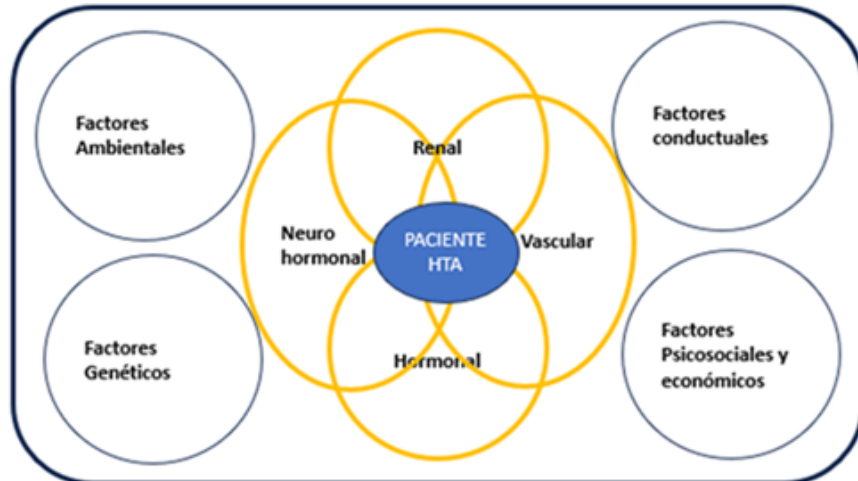 Factores
Ambientales
Renal
Factores
conductuales
Neuro
hormonal
PACIENTE
HTA
Vascular
Factores
Genéticos
Hormonal
Factores
Psicosociales y
económicos